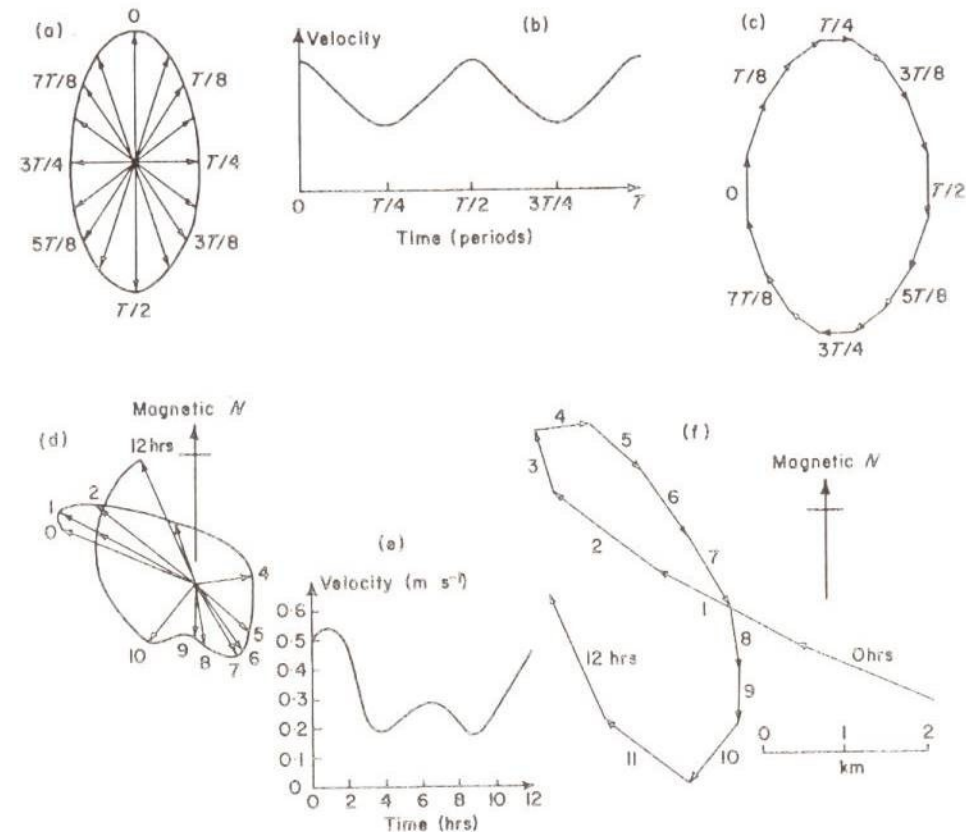 (a)
0
T/8
T/4
3T/8
T/2
5T/8
3T/4
7T/8
(b)
Velocity
0
T/4
T/2
3T/4
T
Time (periods)
(c)
T/4
3T/8
T/2
5T/8
3T/4
7T/8
0
T/8
(d)
Magnetic N
12 hrs
2
1
0
4
5
6
7
8
9
10
(e)
Velocity (m s⁻¹)
0·6
0·5
0·4
0·3
0·2
0·1
0
0 2 4 6 8 10 12
Time (hrs)
(f)
Magnetic N
4
5
3
6
2
7
1
8
0hrs
12 hrs
9
10
11
0 1 2
km